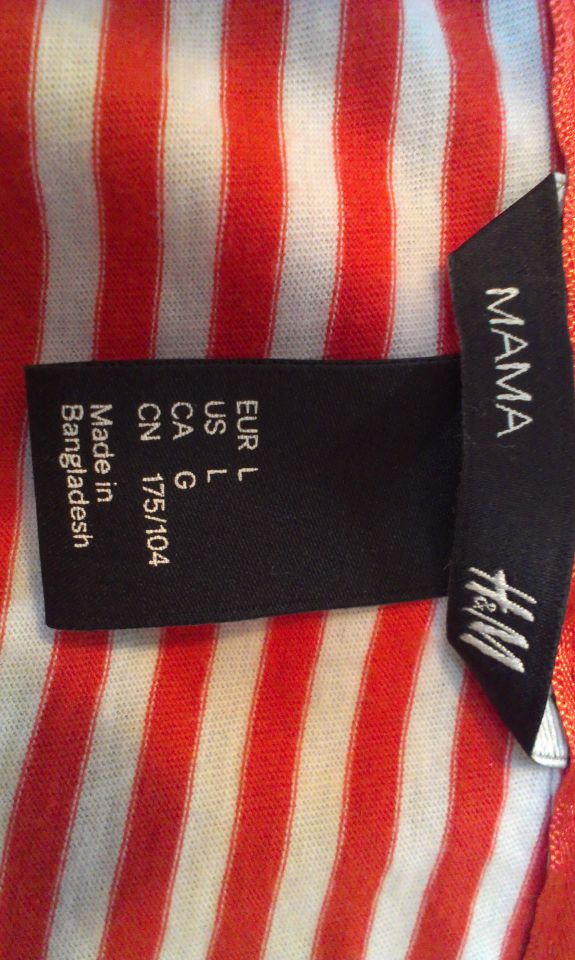 MAMA
H&M
EUR L
US L
CA G
CN 175/104
Made in
Bangladesh